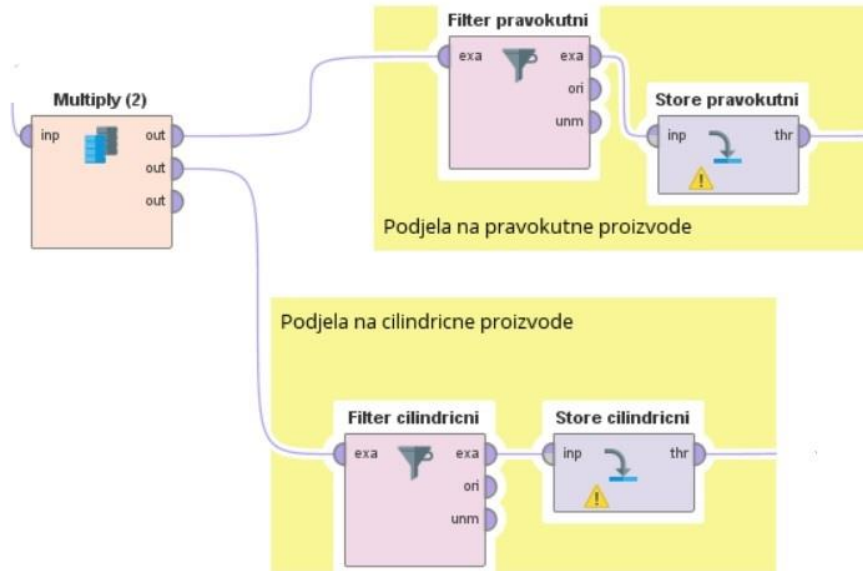 Filter pravokutni
exa
exa
ori
unm
Multiply (2)
inp
out
out
out
Store pravokutni
inp
thr
Podjela na pravokutne proizvode
Podjela na cilindricne proizvode
Filter cilindricni
exa
exa
ori
unm
Store cilindricni
inp
thr